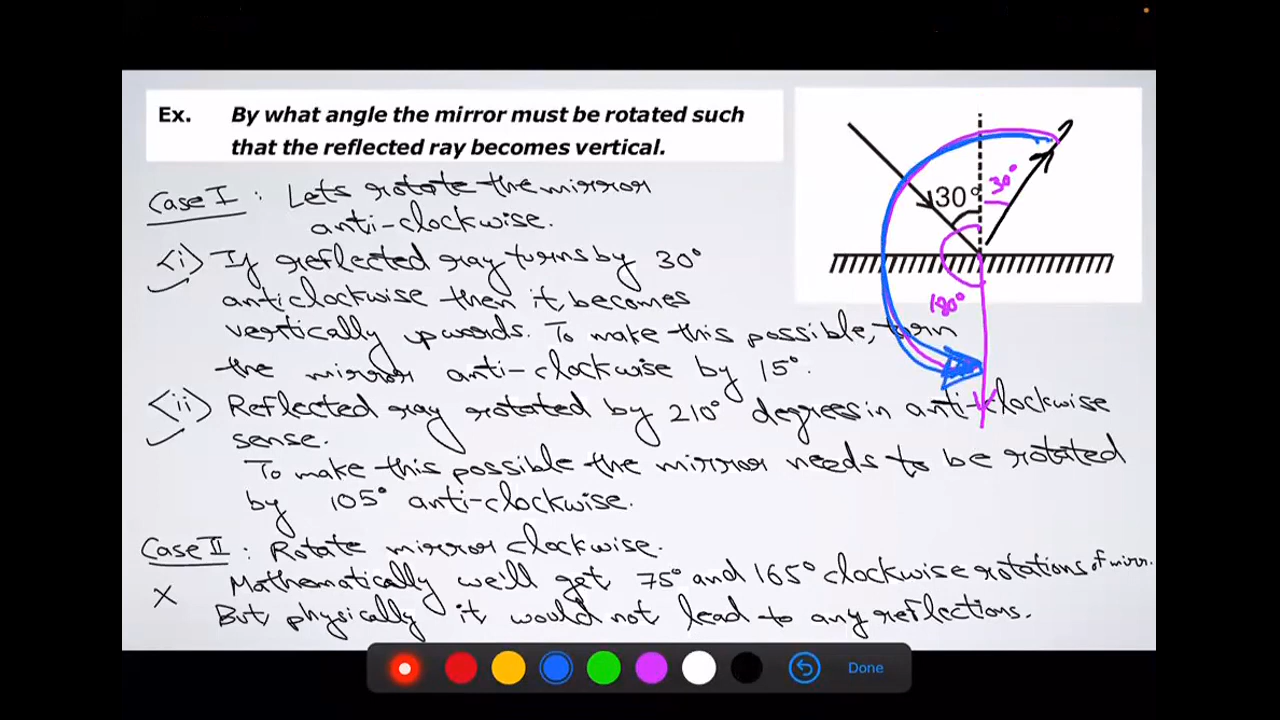 Ex. By what angle the mirror must be rotated such
that the reflected ray becomes vertical.
Case I : Lets rotate the mirror
anti-clockwise.
<i> If reflected ray turns by 30°
anticlockwise then it, becomes
vertically upwords. To make this possible, turn
the mirror anti-clockwise by 15°.
<ii> Reflected ray rotated by 210° degrees in anti-clockwise
sense.
To make this possible the mirror needs to be rotated
by 105° anti-clockwise.
Case II : Rotate mirror clockwise.
X Mathematically we'll get 75° and 165° clockwise rotations of mirror.
But physically it would not lead to any reflections.
30°
30°
180°
Done